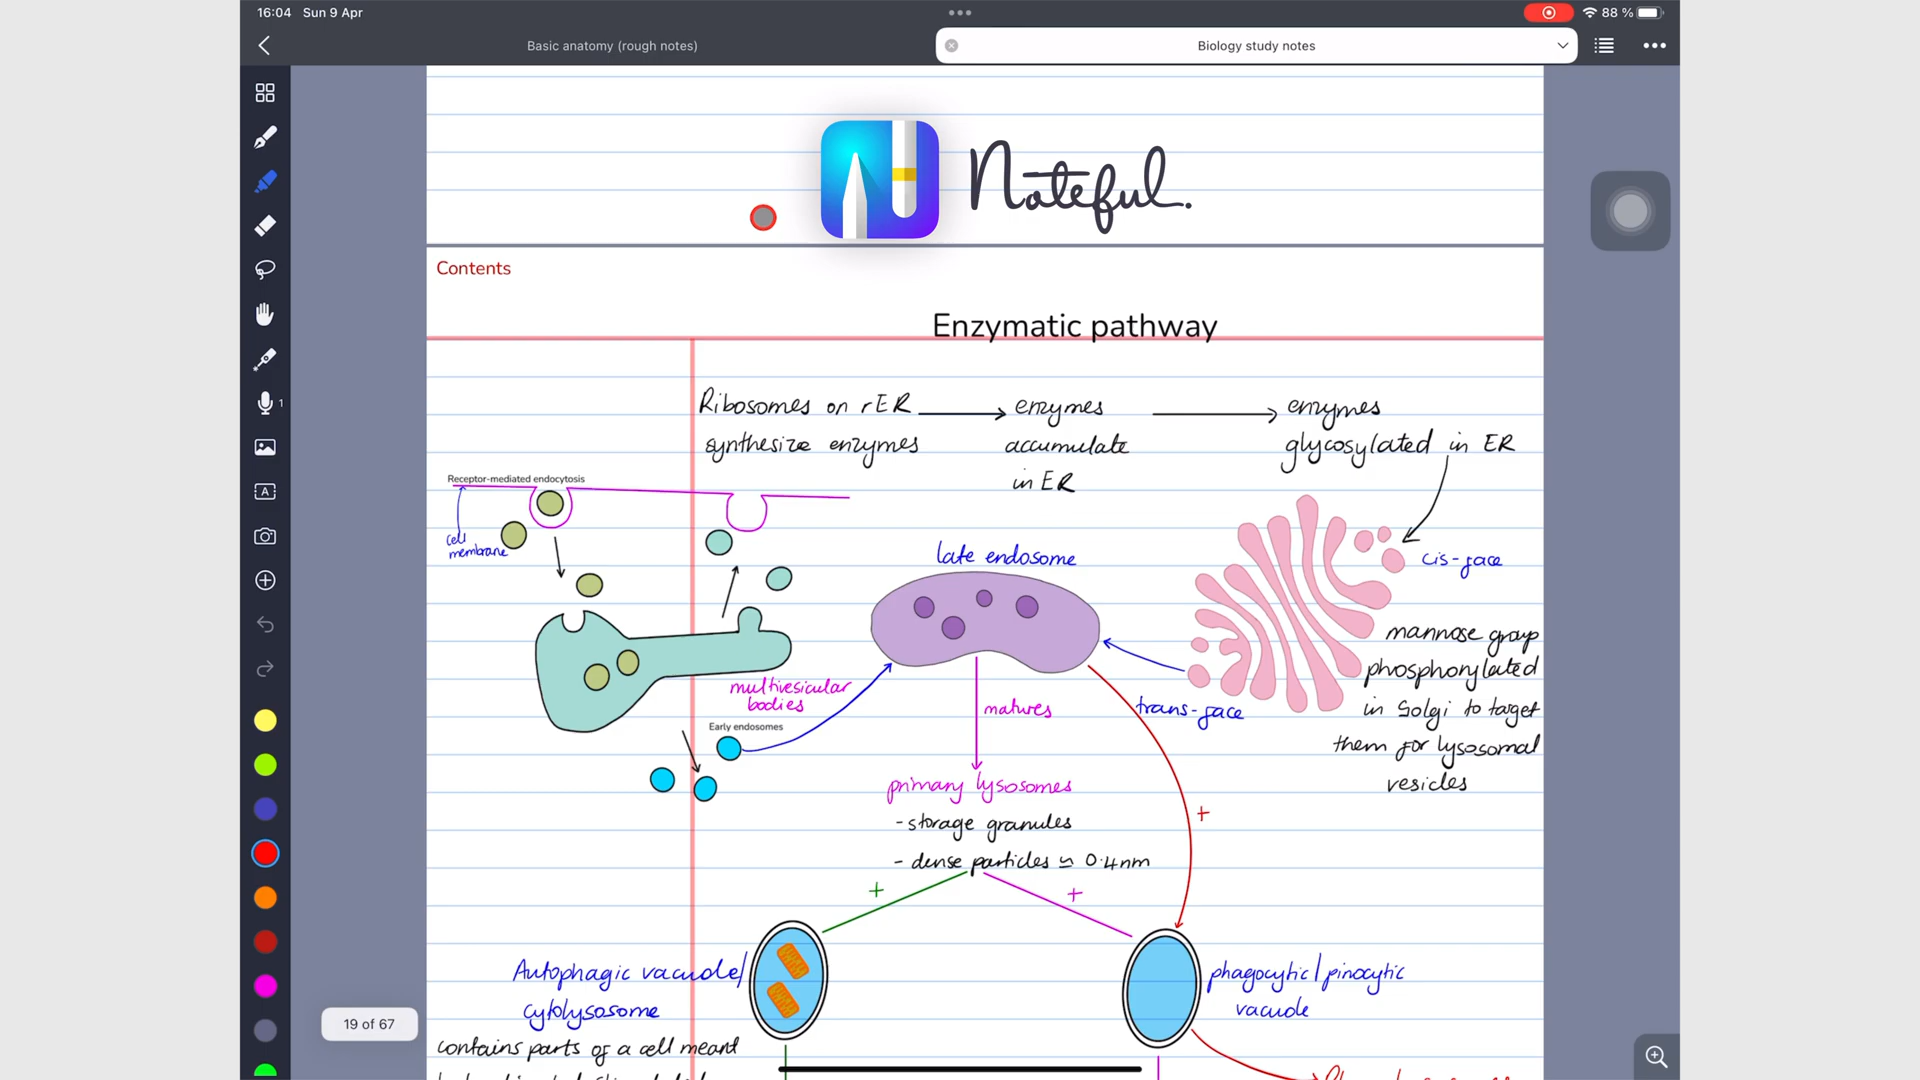 16:04 Sun 9 Apr
88 %
Basic anatomy (rough notes)
Biology study notes
Noteful.
Contents
Enzymatic pathway
Ribosomes on rER
synthesize enzymes
enzymes
accumulate
in ER
enzymes
glycosylated in ER
Receptor-mediated endocytosis
cell
membrane
late endosome
cis-face
mannose group
phosphorylated
in Golgi to target
them for lysosomal
vesicles
multivesicular
bodies
Early endosomes
matures
trans-face
primary lysosomes
- storage granules
- dense particles ≃ 0.4nm
+
+
+
Autophagic vacuole/
cytolysosome
contains parts of a cell meant
phagocytic/pinocytic
vacuole
1
A
19 of 67